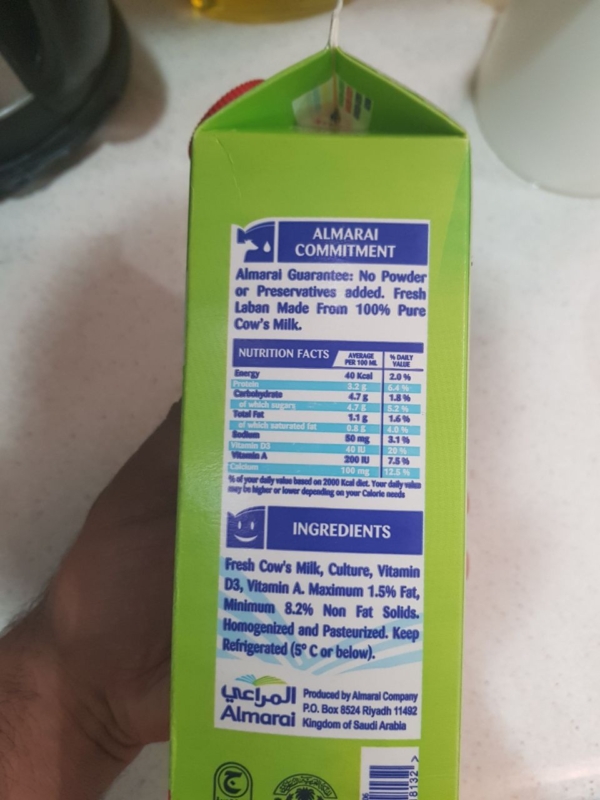 ALMARAI
COMMITMENT
Almarai Guarantee: No Powder
or Preservatives added. Fresh
Laban Made From 100% Pure
Cow's Milk.
NUTRITION FACTS AVERAGE PER 100 ML % DAILY VALUE
Energy 40 Kcal 2.0 %
Protein 3.2 g 6.4 %
Carbohydrate 4.7 g 1.8 %
of which sugars 4.7 g 5.2 %
Total Fat 1.1 g 1.6 %
of which saturated fat 0.8 g 4.0 %
Sodium 50 mg 3.1 %
Vitamin D3 40 IU 20 %
Vitamin A 200 IU 7.5 %
Calcium 100 mg 12.5 %
% of your daily value based on 2000 Kcal diet. Your daily value
may be higher or lower depending on your Calorie needs
INGREDIENTS
Fresh Cow's Milk, Culture, Vitamin
D3, Vitamin A. Maximum 1.5% Fat,
Minimum 8.2% Non Fat Solids.
Homogenized and Pasteurized. Keep
Refrigerated (5° C or below).
المراعي
Almarai
Produced by Almarai Company
P.O. Box 8524 Riyadh 11492
Kingdom of Saudi Arabia
8132 >